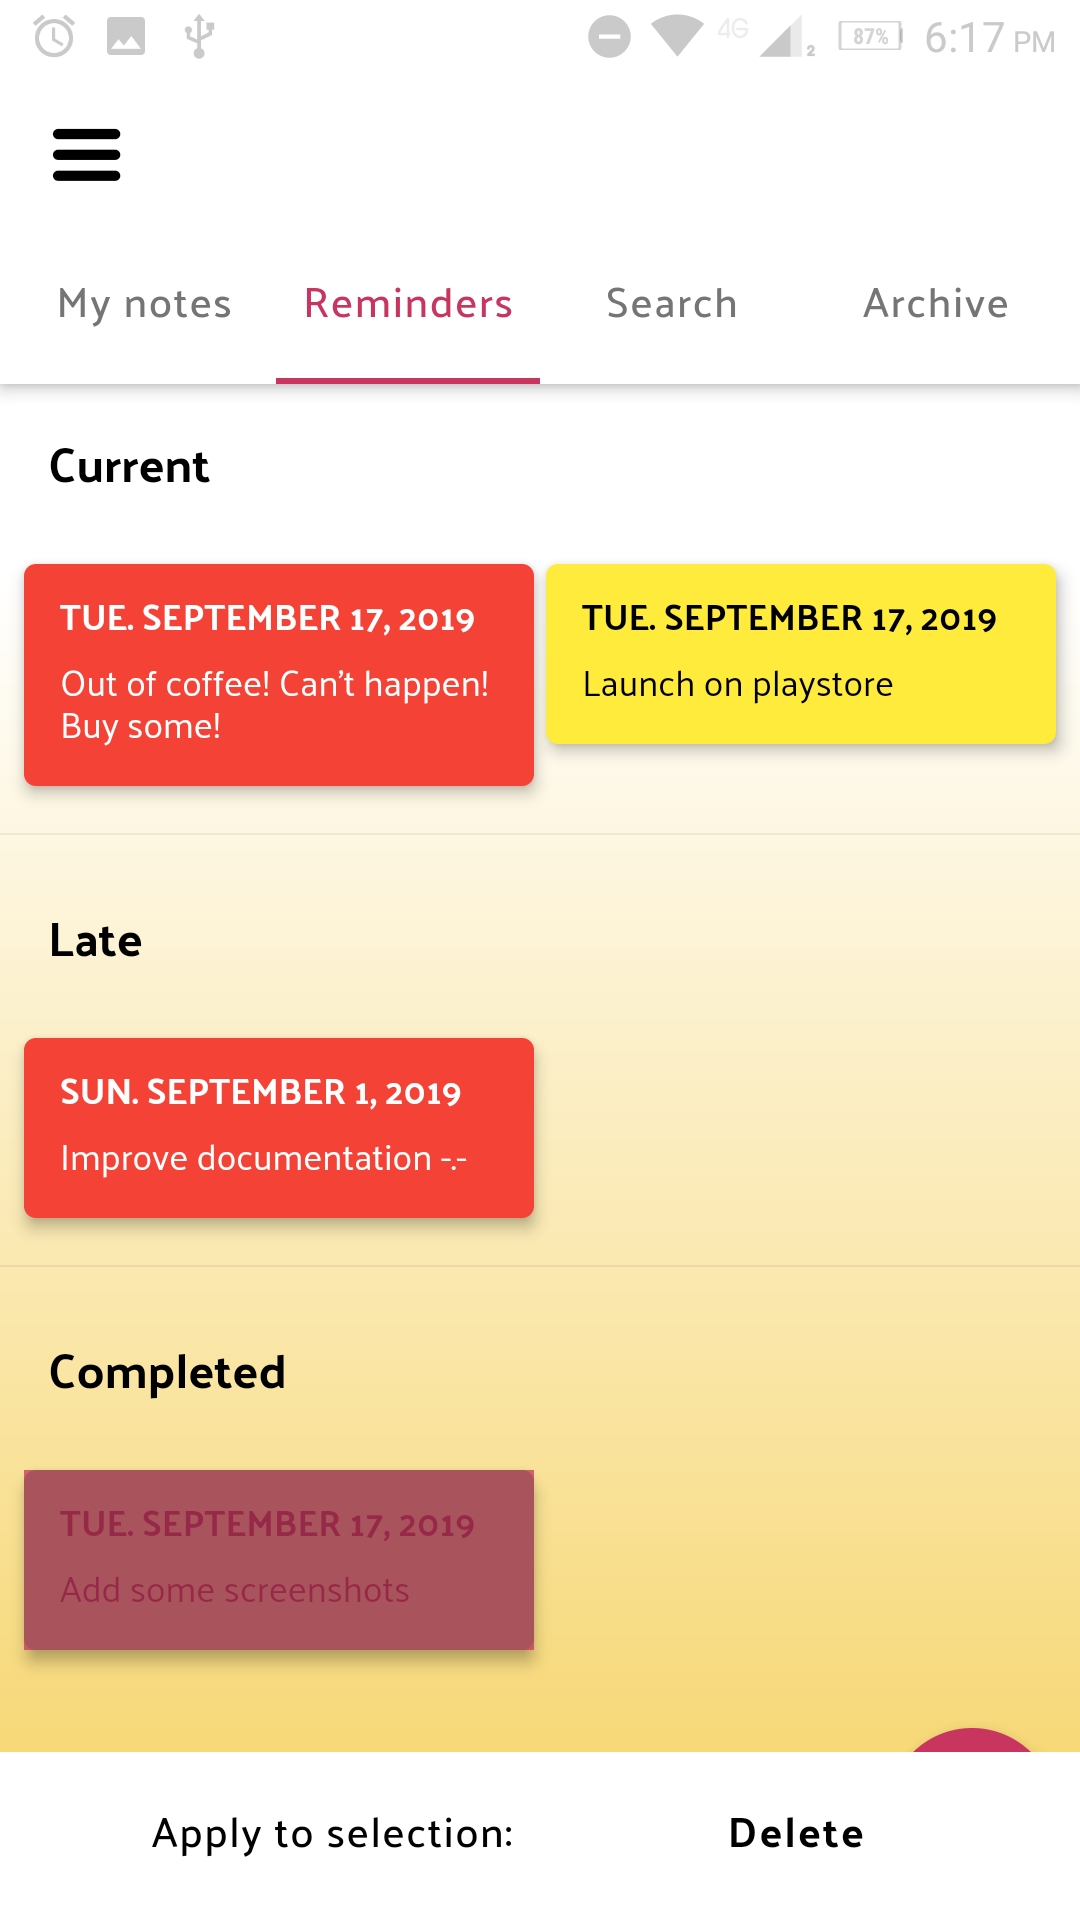 4G 2 87% 6:17 PM
My notes Reminders Search Archive
Current
TUE. SEPTEMBER 17, 2019
Out of coffee! Can't happen!
Buy some!
TUE. SEPTEMBER 17, 2019
Launch on playstore
Late
SUN. SEPTEMBER 1, 2019
Improve documentation -.-
Completed
TUE. SEPTEMBER 17, 2019
Add some screenshots
Apply to selection: Delete